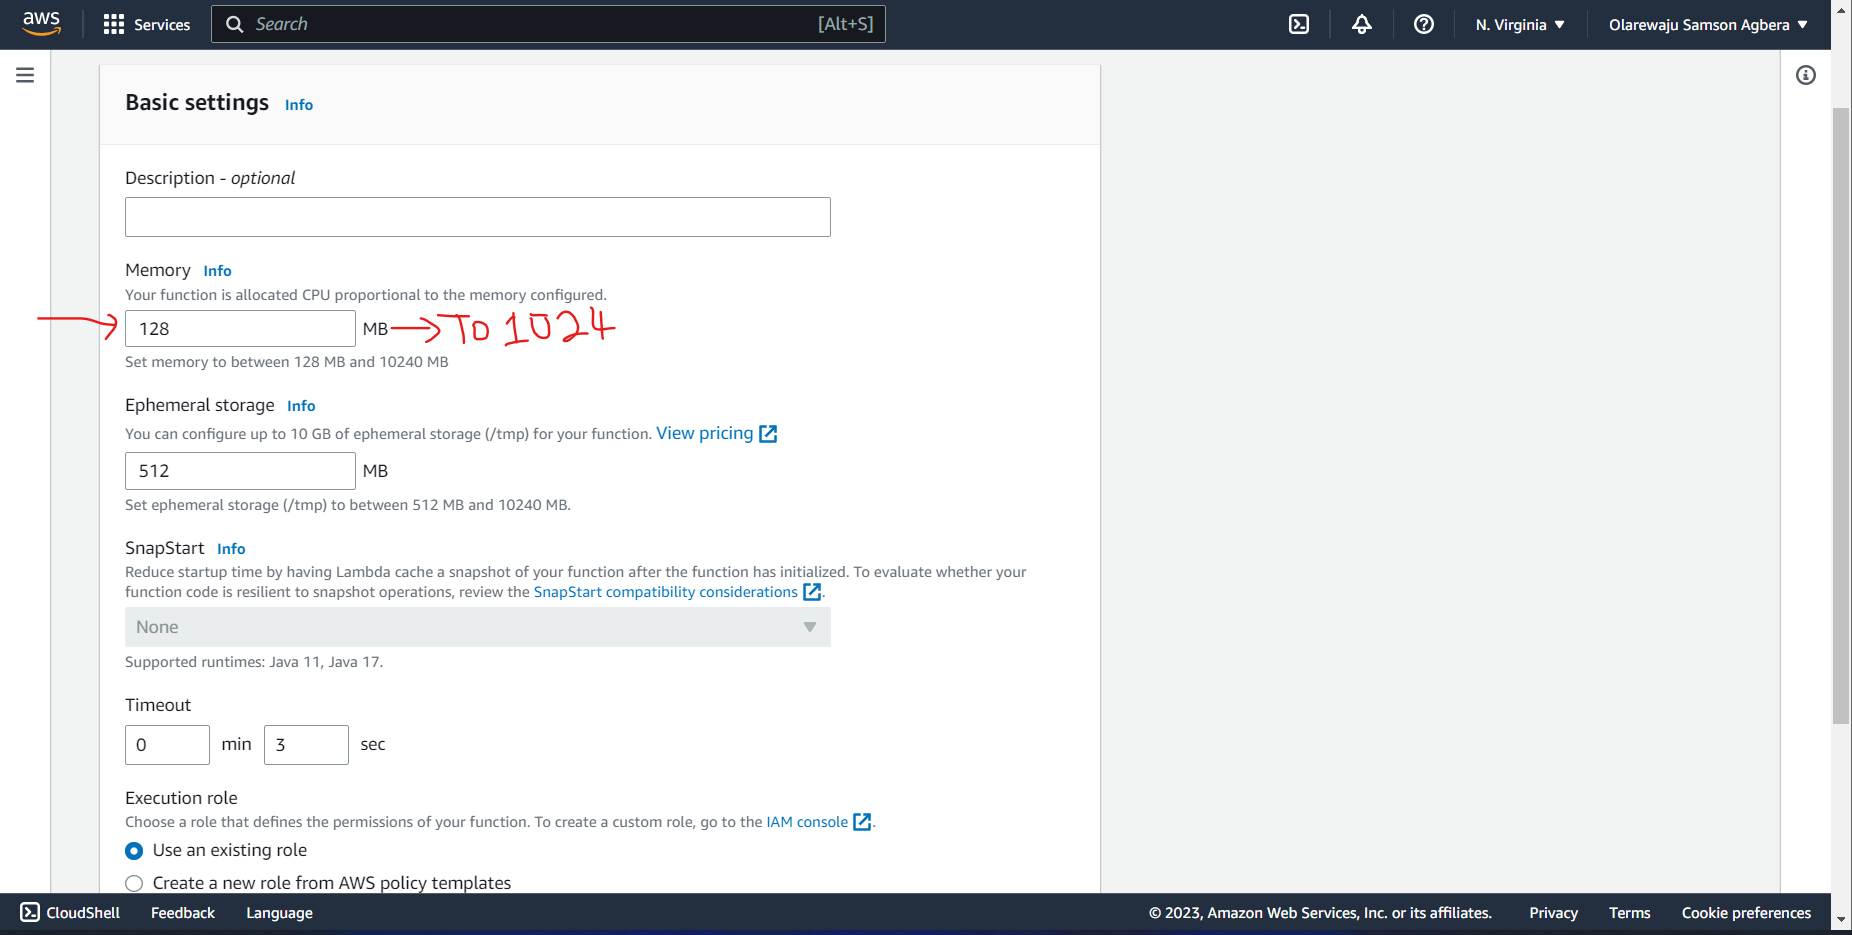 aws Services Search [Alt+S] N. Virginia Olarewaju Samson Agbera
Basic settings Info
Description - optional
Memory Info
Your function is allocated CPU proportional to the memory configured.
128 MB To 1024
Set memory to between 128 MB and 10240 MB
Ephemeral storage Info
You can configure up to 10 GB of ephemeral storage (/tmp) for your function. View pricing
512 MB
Set ephemeral storage (/tmp) to between 512 MB and 10240 MB.
SnapStart Info
Reduce startup time by having Lambda cache a snapshot of your function after the function has initialized. To evaluate whether your
function code is resilient to snapshot operations, review the SnapStart compatibility considerations.
None
Supported runtimes: Java 11, Java 17.
Timeout
0 min 3 sec
Execution role
Choose a role that defines the permissions of your function. To create a custom role, go to the IAM console.
Use an existing role
Create a new role from AWS policy templates
CloudShell Feedback Language © 2023, Amazon Web Services, Inc. or its affiliates. Privacy Terms Cookie preferences